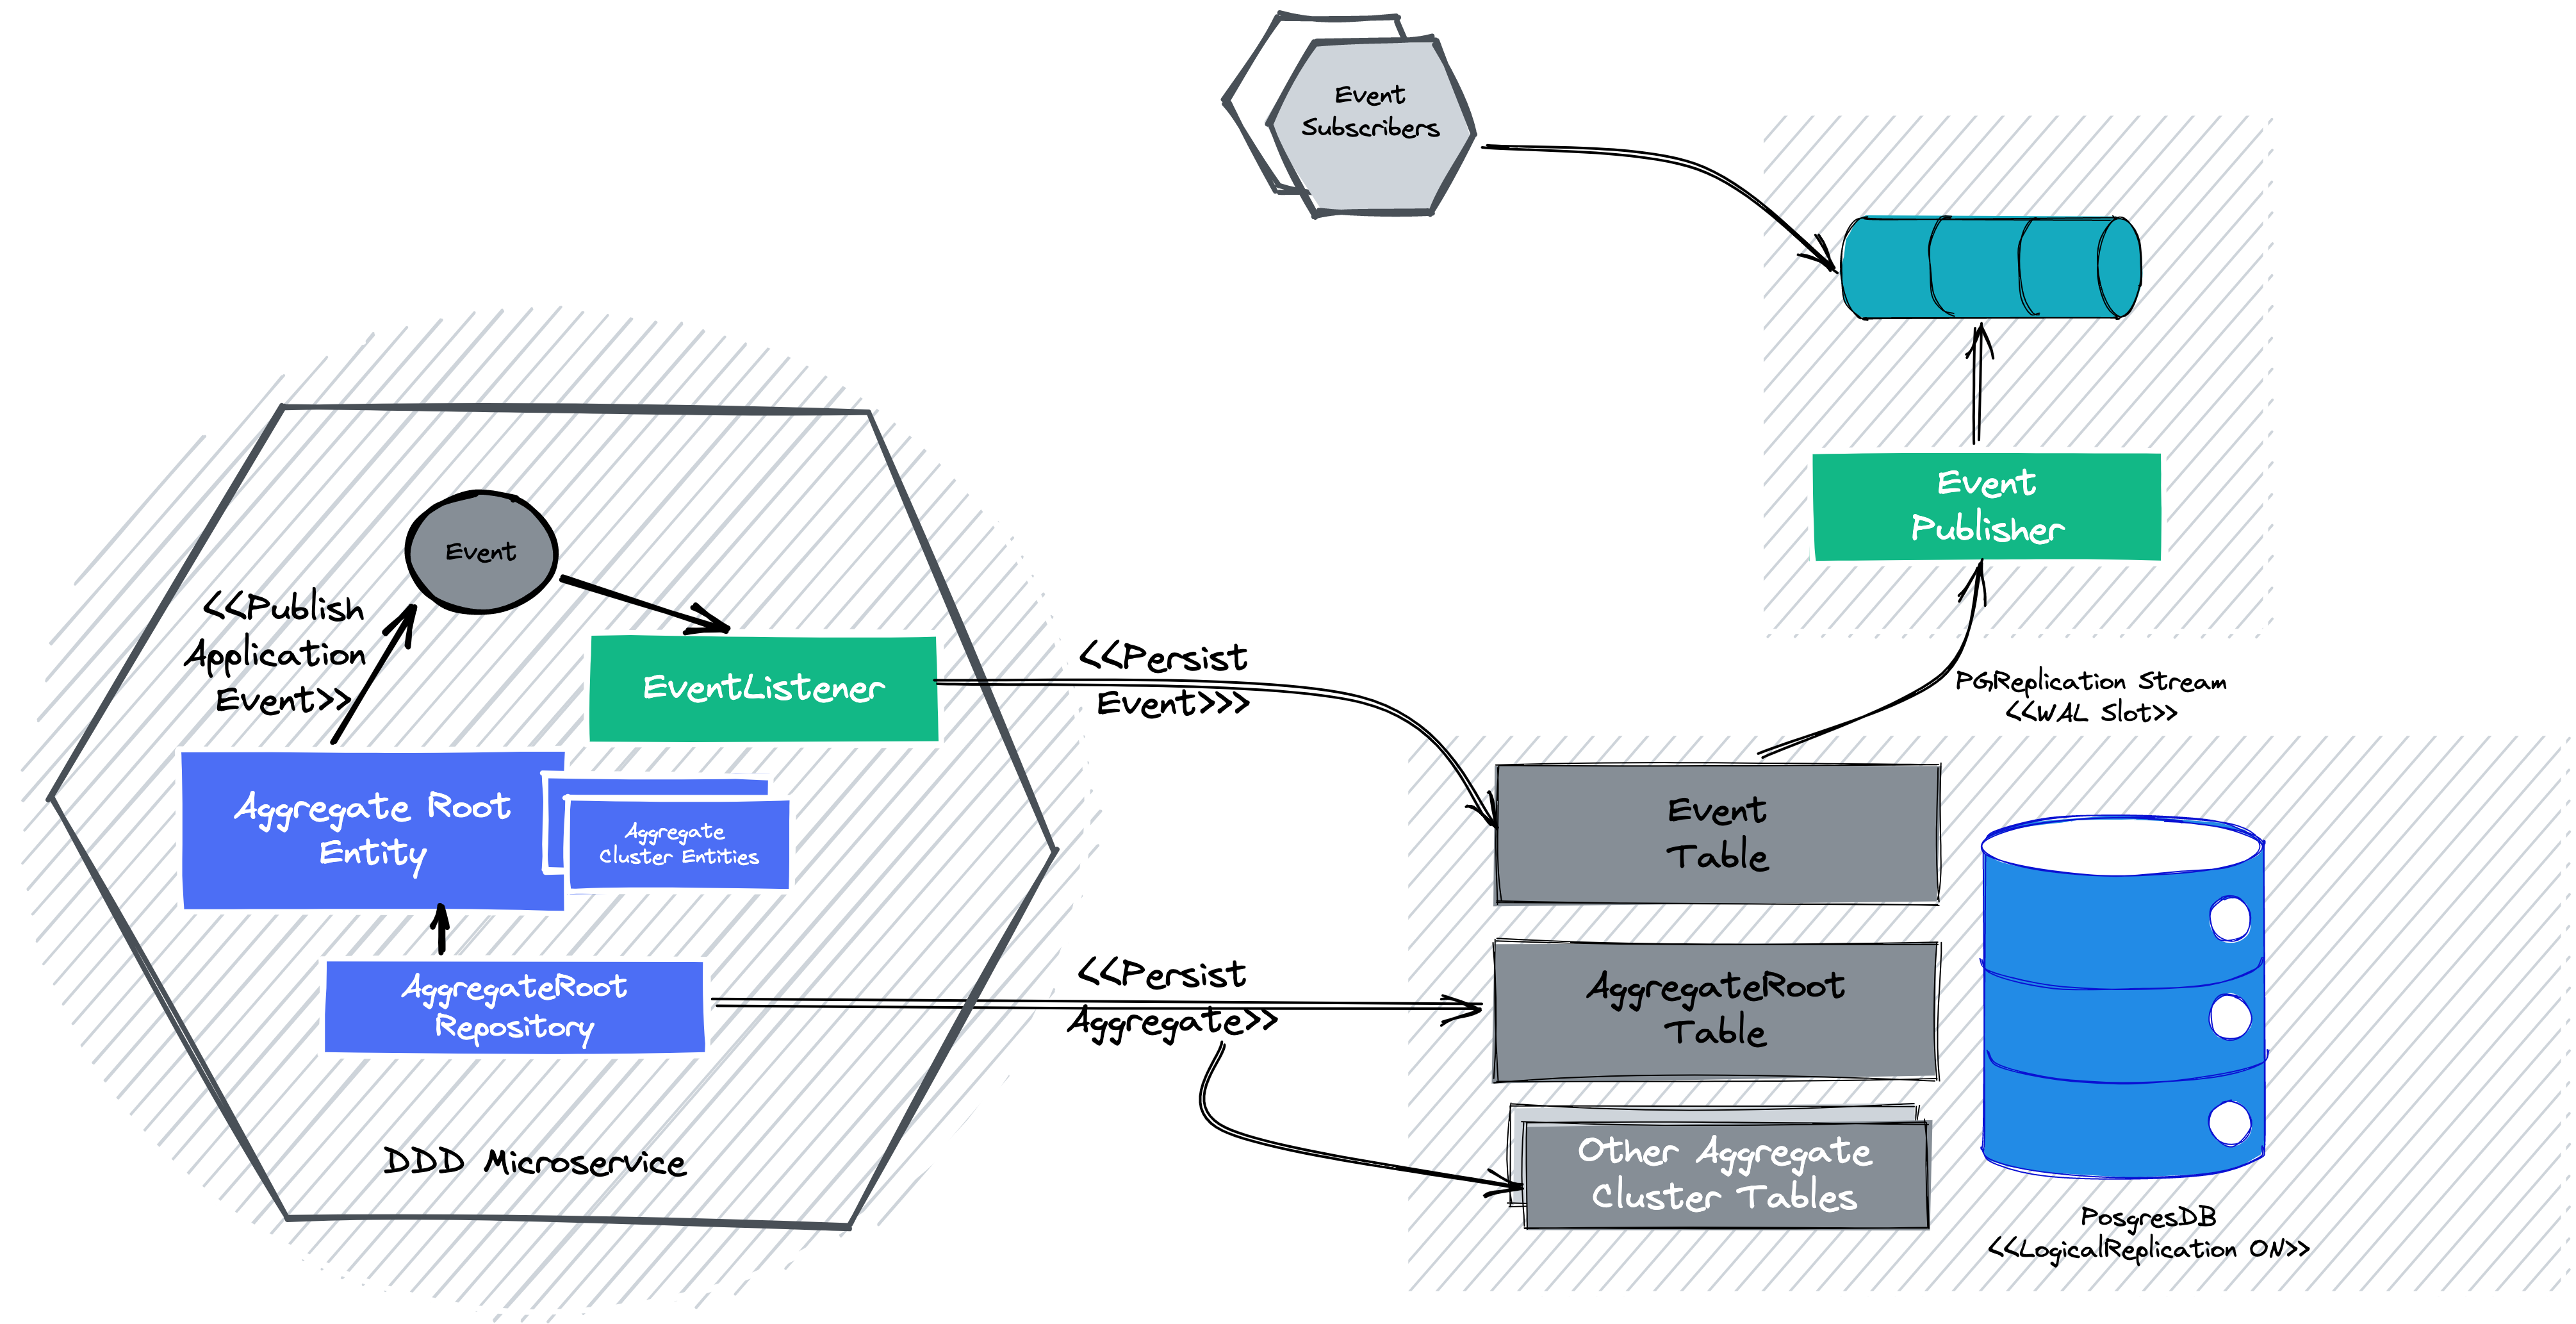 Event
Subscribers
Event
Publisher
Event
<<Publish
Application
Event>>
EventListener
<<Persist
Event>>>
PGReplication Stream
<<WAL Slot>>
Aggregate Root
Entity
Aggregate
Cluster Entities
Event
Table
AggregateRoot
Repository
<<Persist
Aggregate>>
AggregateRoot
Table
DDD Microservice
Other Aggregate
Cluster Tables
PosgresDB
<<LogicalReplication ON>>